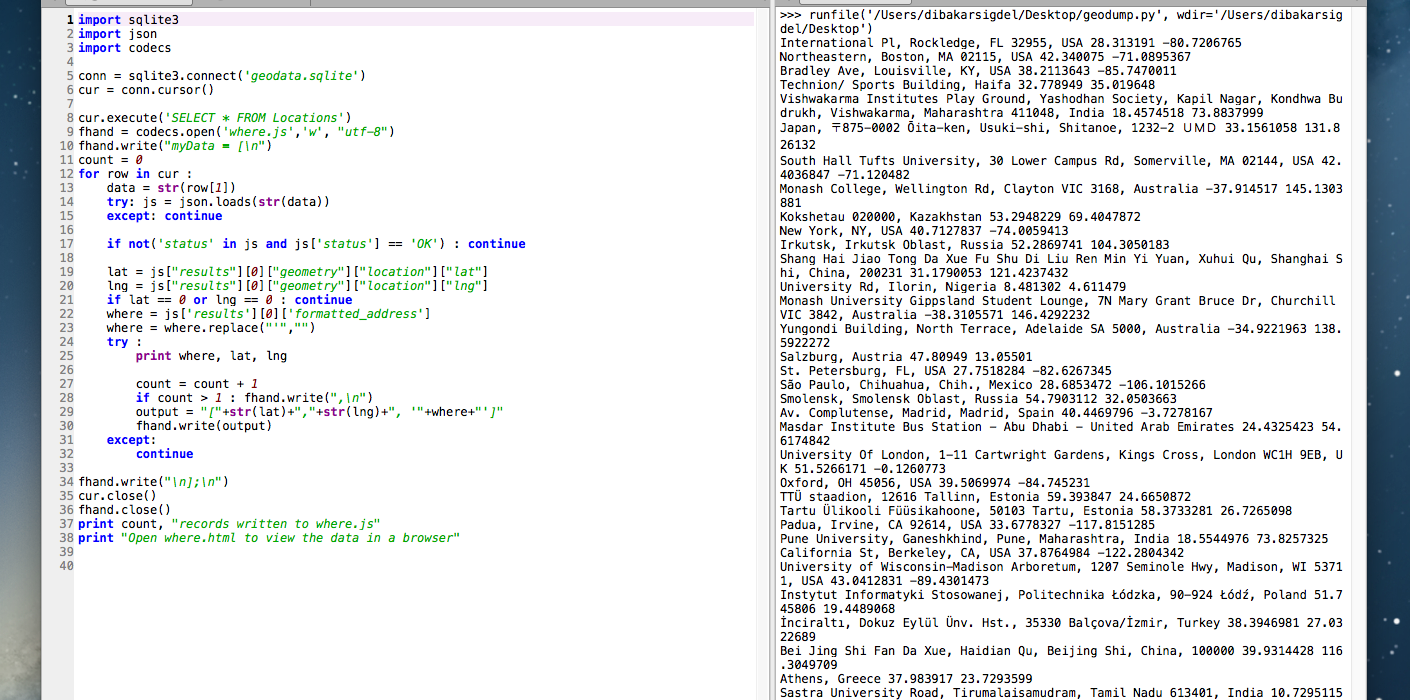 1 import sqlite3
2 import json
3 import codecs
4
5 conn = sqlite3.connect('geodata.sqlite')
6 cur = conn.cursor()
7
8 cur.execute('SELECT * FROM Locations')
9 fhand = codecs.open('where.js','w', "utf-8")
10 fhand.write("myData = [\n")
11 count = 0
12 for row in cur :
13     data = str(row[1])
14     try: js = json.loads(str(data))
15     except: continue
16
17     if not('status' in js and js['status'] == 'OK') : continue
18
19     lat = js["results"][0]["geometry"]["location"]["lat"]
20     lng = js["results"][0]["geometry"]["location"]["lng"]
21     if lat == 0 or lng == 0 : continue
22     where = js['results'][0]['formatted_address']
23     where = where.replace("'","")
24     try :
25         print where, lat, lng
26
27         count = count + 1
28         if count > 1 : fhand.write(",\n")
29         output = "["+str(lat)+","+str(lng)+", '"+where+"']"
30         fhand.write(output)
31     except:
32         continue
33
34 fhand.write("\n];\n")
35 cur.close()
36 fhand.close()
37 print count, "records written to where.js"
38 print "Open where.html to view the data in a browser"
39
40
>>> runfile('/Users/dibakarsigdel/Desktop/geodump.py', wdir='/Users/dibakarsig
del/Desktop')
International Pl, Rockledge, FL 32955, USA 28.313191 -80.7206765
Northeastern, Boston, MA 02115, USA 42.340075 -71.0895367
Bradley Ave, Louisville, KY, USA 38.2113643 -85.7470011
Technion/ Sports Building, Haifa 32.778949 35.019648
Vishwakarma Institutes Play Ground, Yashodhan Society, Kapil Nagar, Kondhwa Bu
drukh, Vishwakarma, Maharashtra 411048, India 18.4574518 73.8837999
Japan, 〒875-0002 Ōita-ken, Usuki-shi, Shitanoe, 1232-2 ＵＭＤ 33.1561058 131.8
26132
South Hall Tufts University, 30 Lower Campus Rd, Somerville, MA 02144, USA 42.
4036847 -71.120482
Monash College, Wellington Rd, Clayton VIC 3168, Australia -37.914517 145.1303
881
Kokshetau 020000, Kazakhstan 53.2948229 69.4047872
New York, NY, USA 40.7127837 -74.0059413
Irkutsk, Irkutsk Oblast, Russia 52.2869741 104.3050183
Shang Hai Jiao Tong Da Xue Fu Shu Di Liu Ren Min Yi Yuan, Xuhui Qu, Shanghai S
hi, China, 200231 31.1790053 121.4237432
University Rd, Ilorin, Nigeria 8.481302 4.611479
Monash University Gippsland Student Lounge, 7N Mary Grant Bruce Dr, Churchill
VIC 3842, Australia -38.3105571 146.4292232
Yungondi Building, North Terrace, Adelaide SA 5000, Australia -34.9221963 138.
5922272
Salzburg, Austria 47.80949 13.05501
St. Petersburg, FL, USA 27.7518284 -82.6267345
São Paulo, Chihuahua, Chih., Mexico 28.6853472 -106.1015266
Smolensk, Smolensk Oblast, Russia 54.7903112 32.0503663
Av. Complutense, Madrid, Madrid, Spain 40.4469796 -3.7278167
Masdar Institute Bus Station - Abu Dhabi - United Arab Emirates 24.4325423 54.
6174842
University Of London, 1-11 Cartwright Gardens, Kings Cross, London WC1H 9EB, U
K 51.5266171 -0.1260773
Oxford, OH 45056, USA 39.5069974 -84.745231
TTÜ staadion, 12616 Tallinn, Estonia 59.393847 24.6650872
Tartu Ülikooli Füüsikahoone, 50103 Tartu, Estonia 58.3733281 26.7265098
Padua, Irvine, CA 92614, USA 33.6778327 -117.8151285
Pune University, Ganeshkhind, Pune, Maharashtra, India 18.5544976 73.8257325
California St, Berkeley, CA, USA 37.8764984 -122.2804342
University of Wisconsin-Madison Arboretum, 1207 Seminole Hwy, Madison, WI 5371
1, USA 43.0412831 -89.4301473
Instytut Informatyki Stosowanej, Politechnika Łódzka, 90-924 Łódź, Poland 51.7
45806 19.4489068
İnciraltı, Dokuz Eylül Ünv. Hst., 35330 Balçova/İzmir, Turkey 38.3946981 27.03
22689
Bei Jing Shi Fan Da Xue, Haidian Qu, Beijing Shi, China, 100000 39.9314428 116
.3049709
Athens, Greece 37.983917 23.7293599
Sastra University Road, Tirumalaisamudram, Tamil Nadu 613401, India 10.7295115